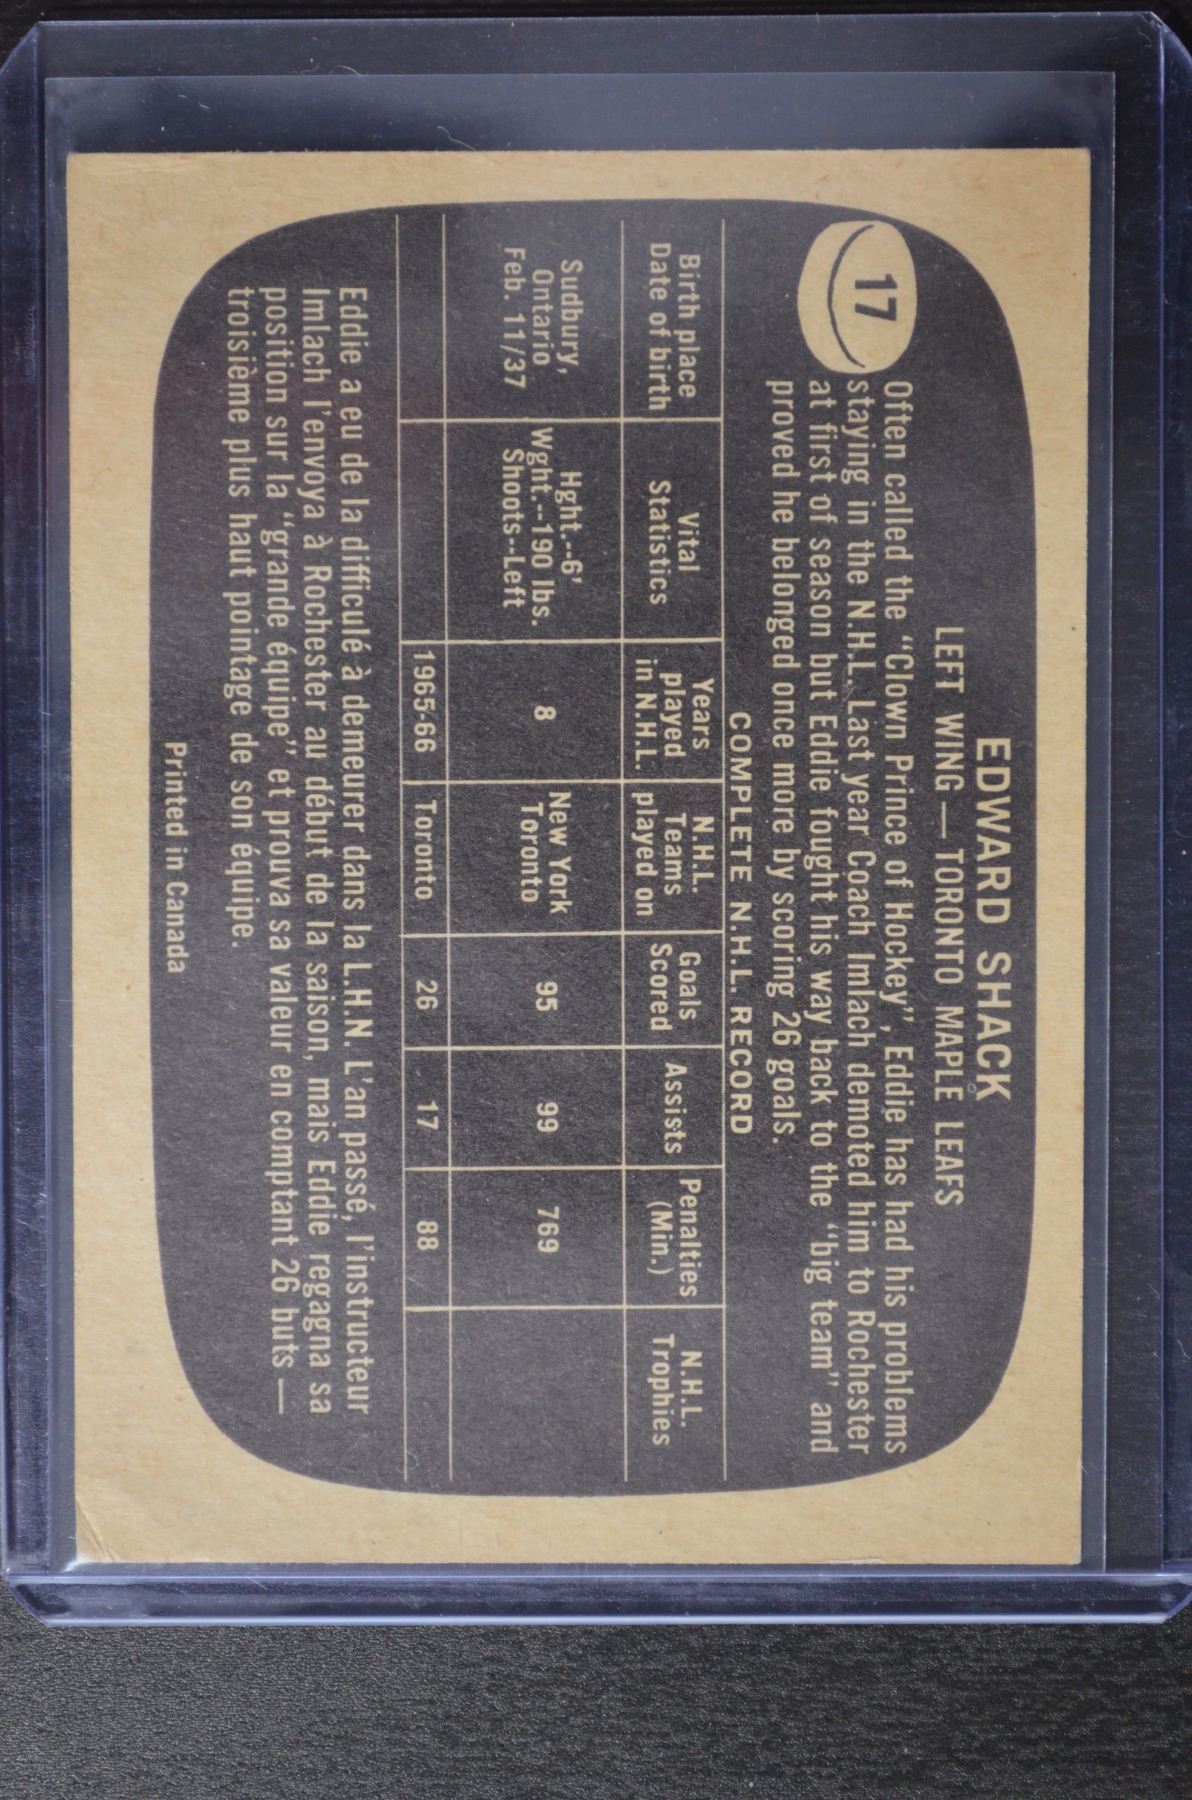 EDWARD SHACK
LEFT WING — TORONTO MAPLE LEAFS
17
Often called the "Clown Prince of Hockey", Eddie has had his problems
staying in the N.H.L. Last year Coach Imlach demoted him to Rochester
at first of season but Eddie fought his way back to the "big team" and
proved he belonged once more by scoring 26 goals.
COMPLETE N.H.L. RECORD
Birth place
Date of birth
Vital
Statistics
Years
played
in N.H.L.
N.H.L.
Teams
played on
Goals
Scored
Assists
Penalties
(Min.)
N.H.L.
Trophies
Sudbury,
Ontario
Feb. 11/37
Hght.--6'
Wght.--190 lbs.
Shoots--Left
8
New York
Toronto
95
99
769
1965-66
Toronto
26
17
88
Eddie a eu de la difficulé à demeurer dans la L.H.N. L'an passé, l'instructeur
Imlach l'envoya à Rochester au début de la saison, mais Eddie regagna sa
position sur la "grande équipe" et prouva sa valeur en comptant 26 buts —
troisième plus haut pointage de son équipe.
Printed in Canada